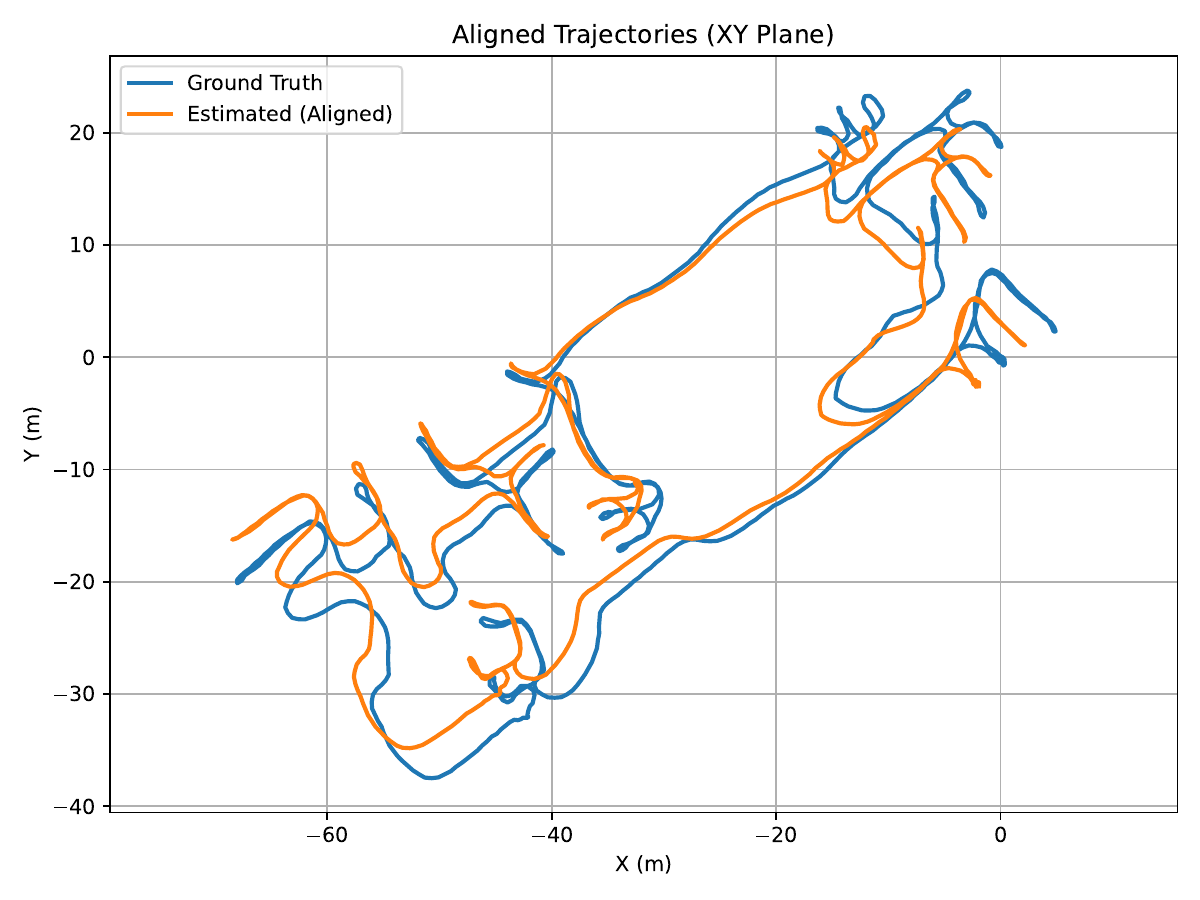 Aligned Trajectories (XY Plane)
Ground Truth
Estimated (Aligned)
20
10
0
−10
−20
−30
−40
Y (m)
−60
−40
−20
0
X (m)